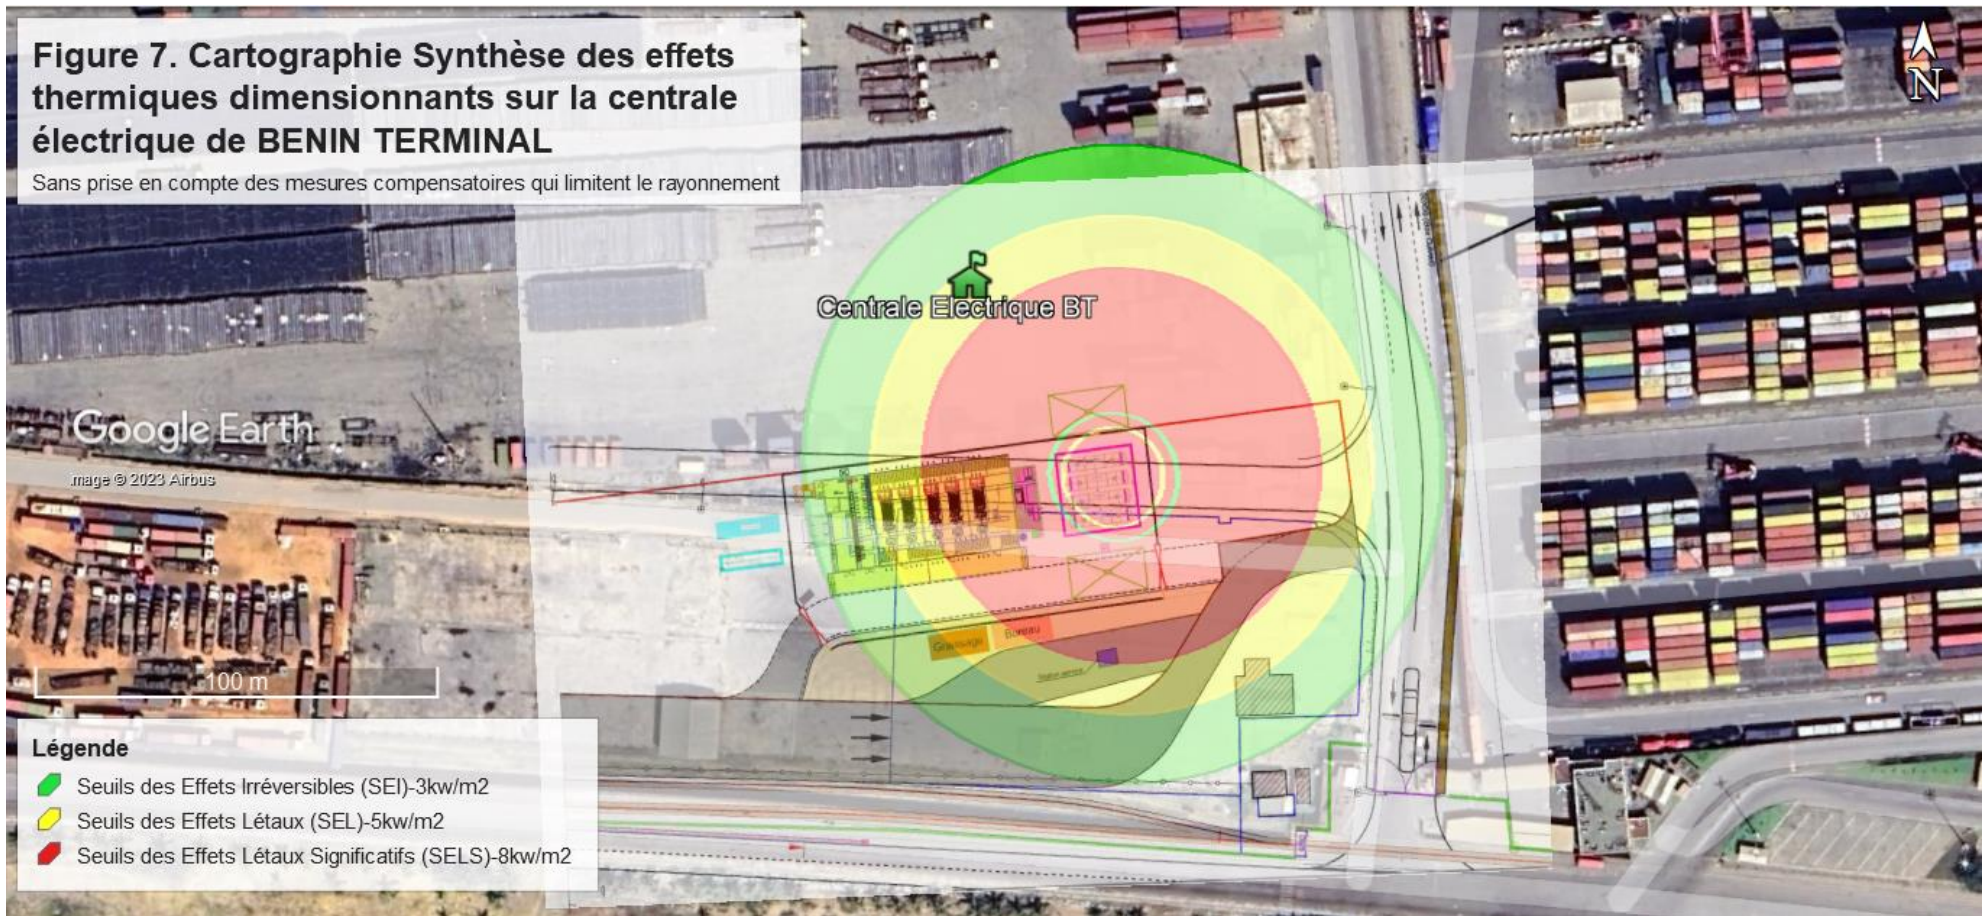 Figure 7. Cartographie Synthèse des effets
thermiques dimensionnants sur la centrale
électrique de BENIN TERMINAL
Sans prise en compte des mesures compensatoires qui limitent le rayonnement
N
Centrale Electrique BT
Google Earth
Image © 2023 Airbus
Graissage
Bureau
100 m
Légende
Seuils des Effets Irréversibles (SEI)-3kw/m2
Seuils des Effets Létaux (SEL)-5kw/m2
Seuils des Effets Létaux Significatifs (SELS)-8kw/m2